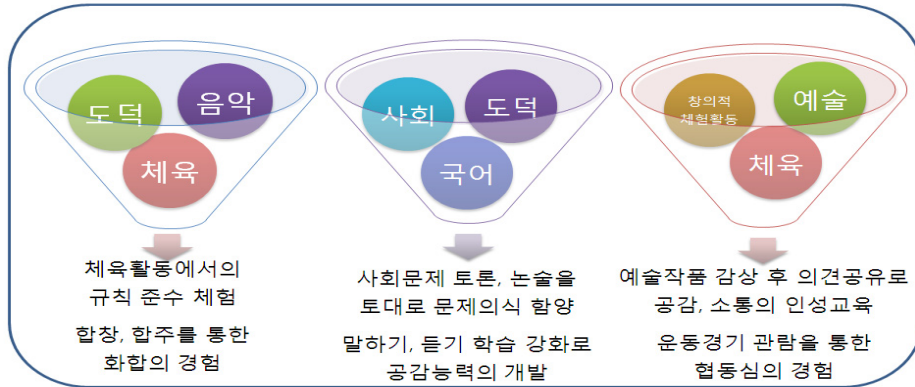 도덕
음악
체육
체육활동에서의
규칙 준수 체험
합창, 합주를 통한
화합의 경험
사회
도덕
국어
사회문제 토론, 논술을
토대로 문제의식 함양
말하기, 듣기 학습 강화로
공감능력의 개발
창의적
체험활동
예술
체육
예술작품 감상 후 의견공유로
공감, 소통의 인성교육
운동경기 관람을 통한
협동심의 경험